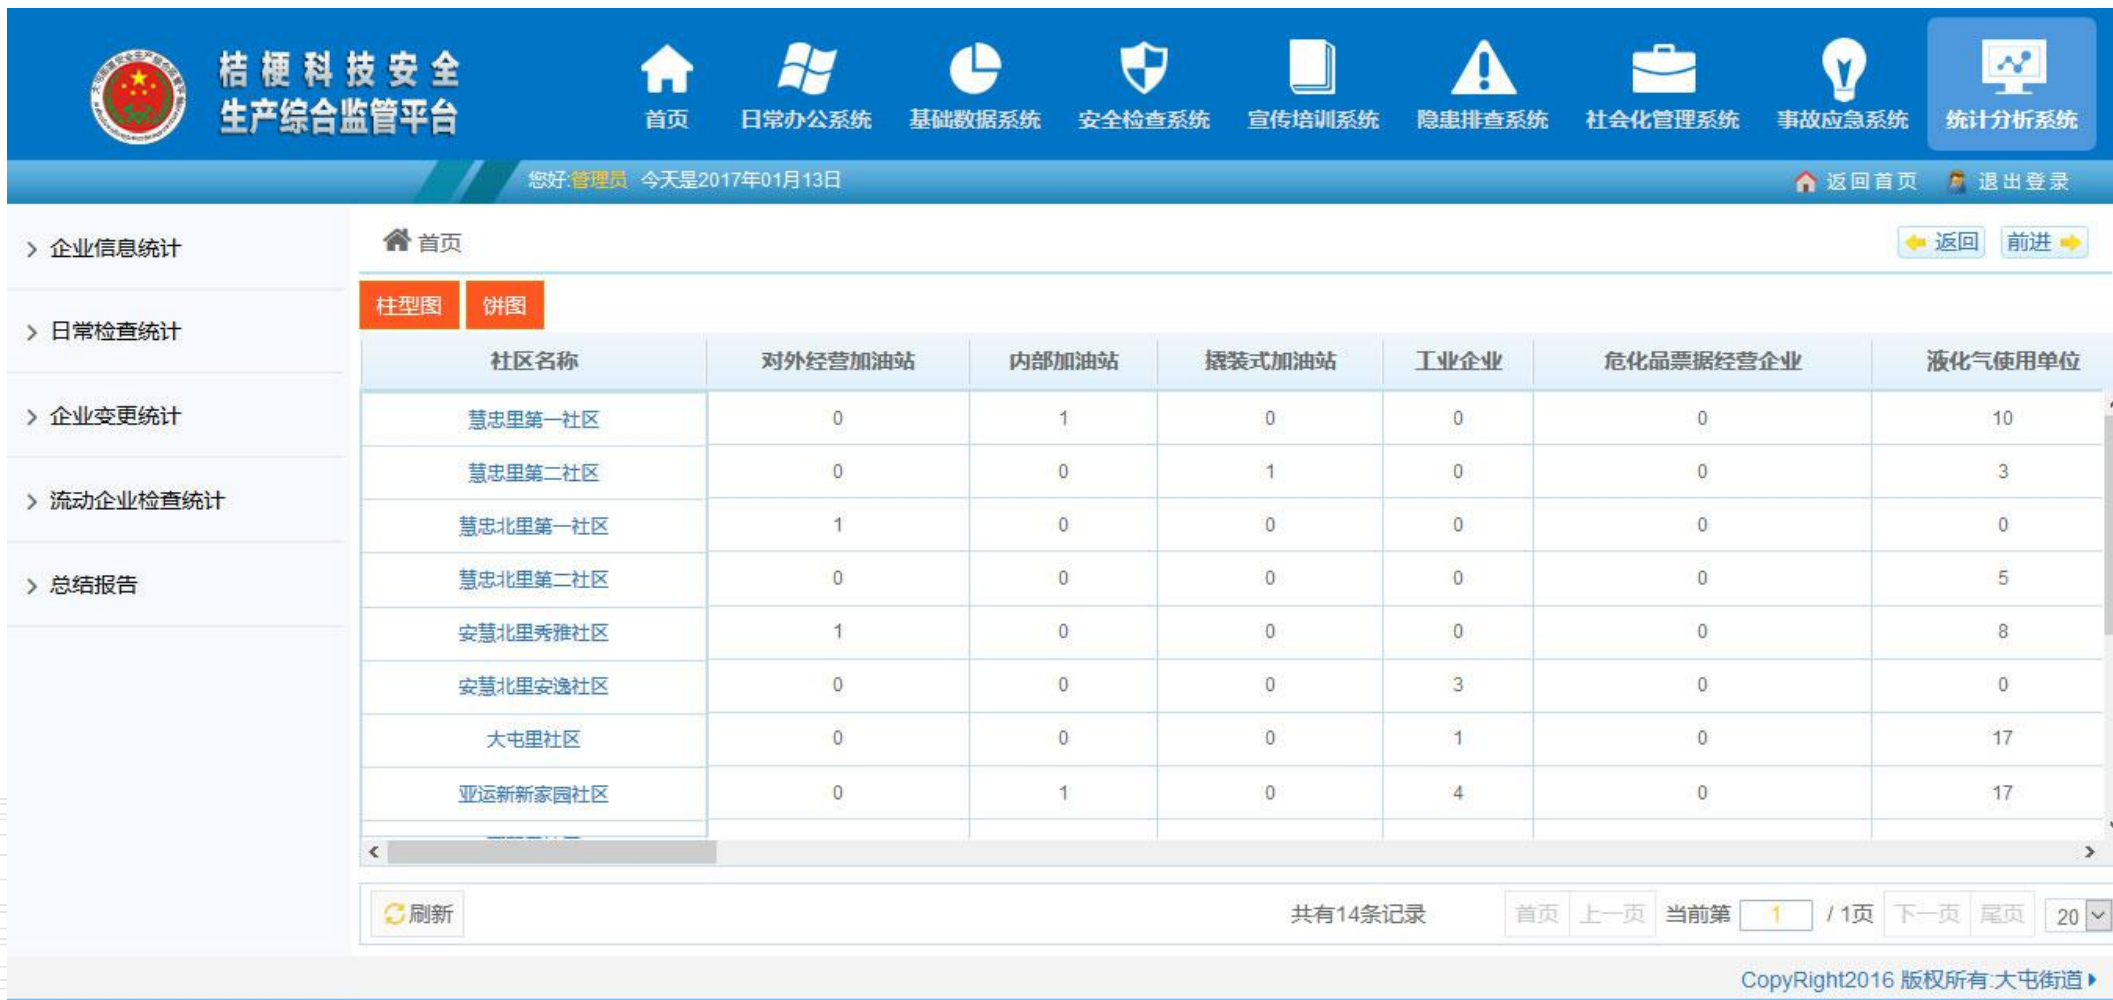 桔梗科技安全
生产综合监管平台
首页 日常办公系统 基础数据系统 安全检查系统 宣传培训系统 隐患排查系统 社会化管理系统 事故应急系统 统计分析系统
您好:管理员 今天是2017年01月13日 返回首页 退出登录
企业信息统计
日常检查统计
企业变更统计
流动企业检查统计
总结报告
首页 返回 前进
柱型图 饼图
社区名称 对外经营加油站 内部加油站 撬装式加油站 工业企业 危化品票据经营企业 液化气使用单位
慧忠里第一社区 0 1 0 0 0 10
慧忠里第二社区 0 0 1 0 0 3
慧忠北里第一社区 1 0 0 0 0 0
慧忠北里第二社区 0 0 0 0 0 5
安慧北里秀雅社区 1 0 0 0 0 8
安慧北里安逸社区 0 0 0 3 0 0
大屯里社区 0 0 0 1 0 17
亚运新新家园社区 0 1 0 4 0 17
刷新 共有14条记录 首页 上一页 当前第 1 / 1页 下一页 尾页 20
CopyRight2016 版权所有:大屯街道